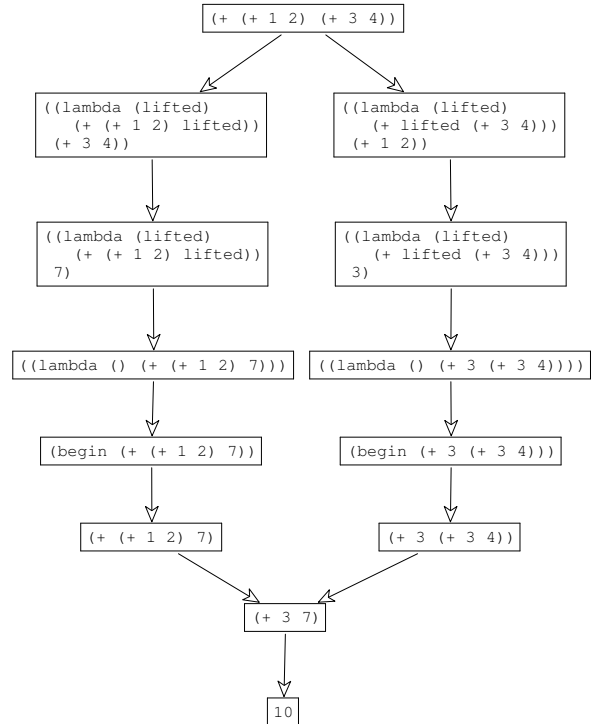 (+ (+ 1 2) (+ 3 4))
((lambda (lifted)
(+ (+ 1 2) lifted))
(+ 3 4))
((lambda (lifted)
(+ lifted (+ 3 4)))
(+ 1 2))
((lambda (lifted)
(+ (+ 1 2) lifted))
7)
((lambda (lifted)
(+ lifted (+ 3 4)))
3)
((lambda () (+ (+ 1 2) 7)))
((lambda () (+ 3 (+ 3 4))))
(begin (+ (+ 1 2) 7))
(begin (+ 3 (+ 3 4)))
(+ (+ 1 2) 7)
(+ 3 (+ 3 4))
(+ 3 7)
10